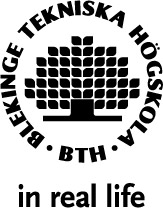 BLEKINGE TEKNISKA HÖGSKOLA
· BTH ·
in real life